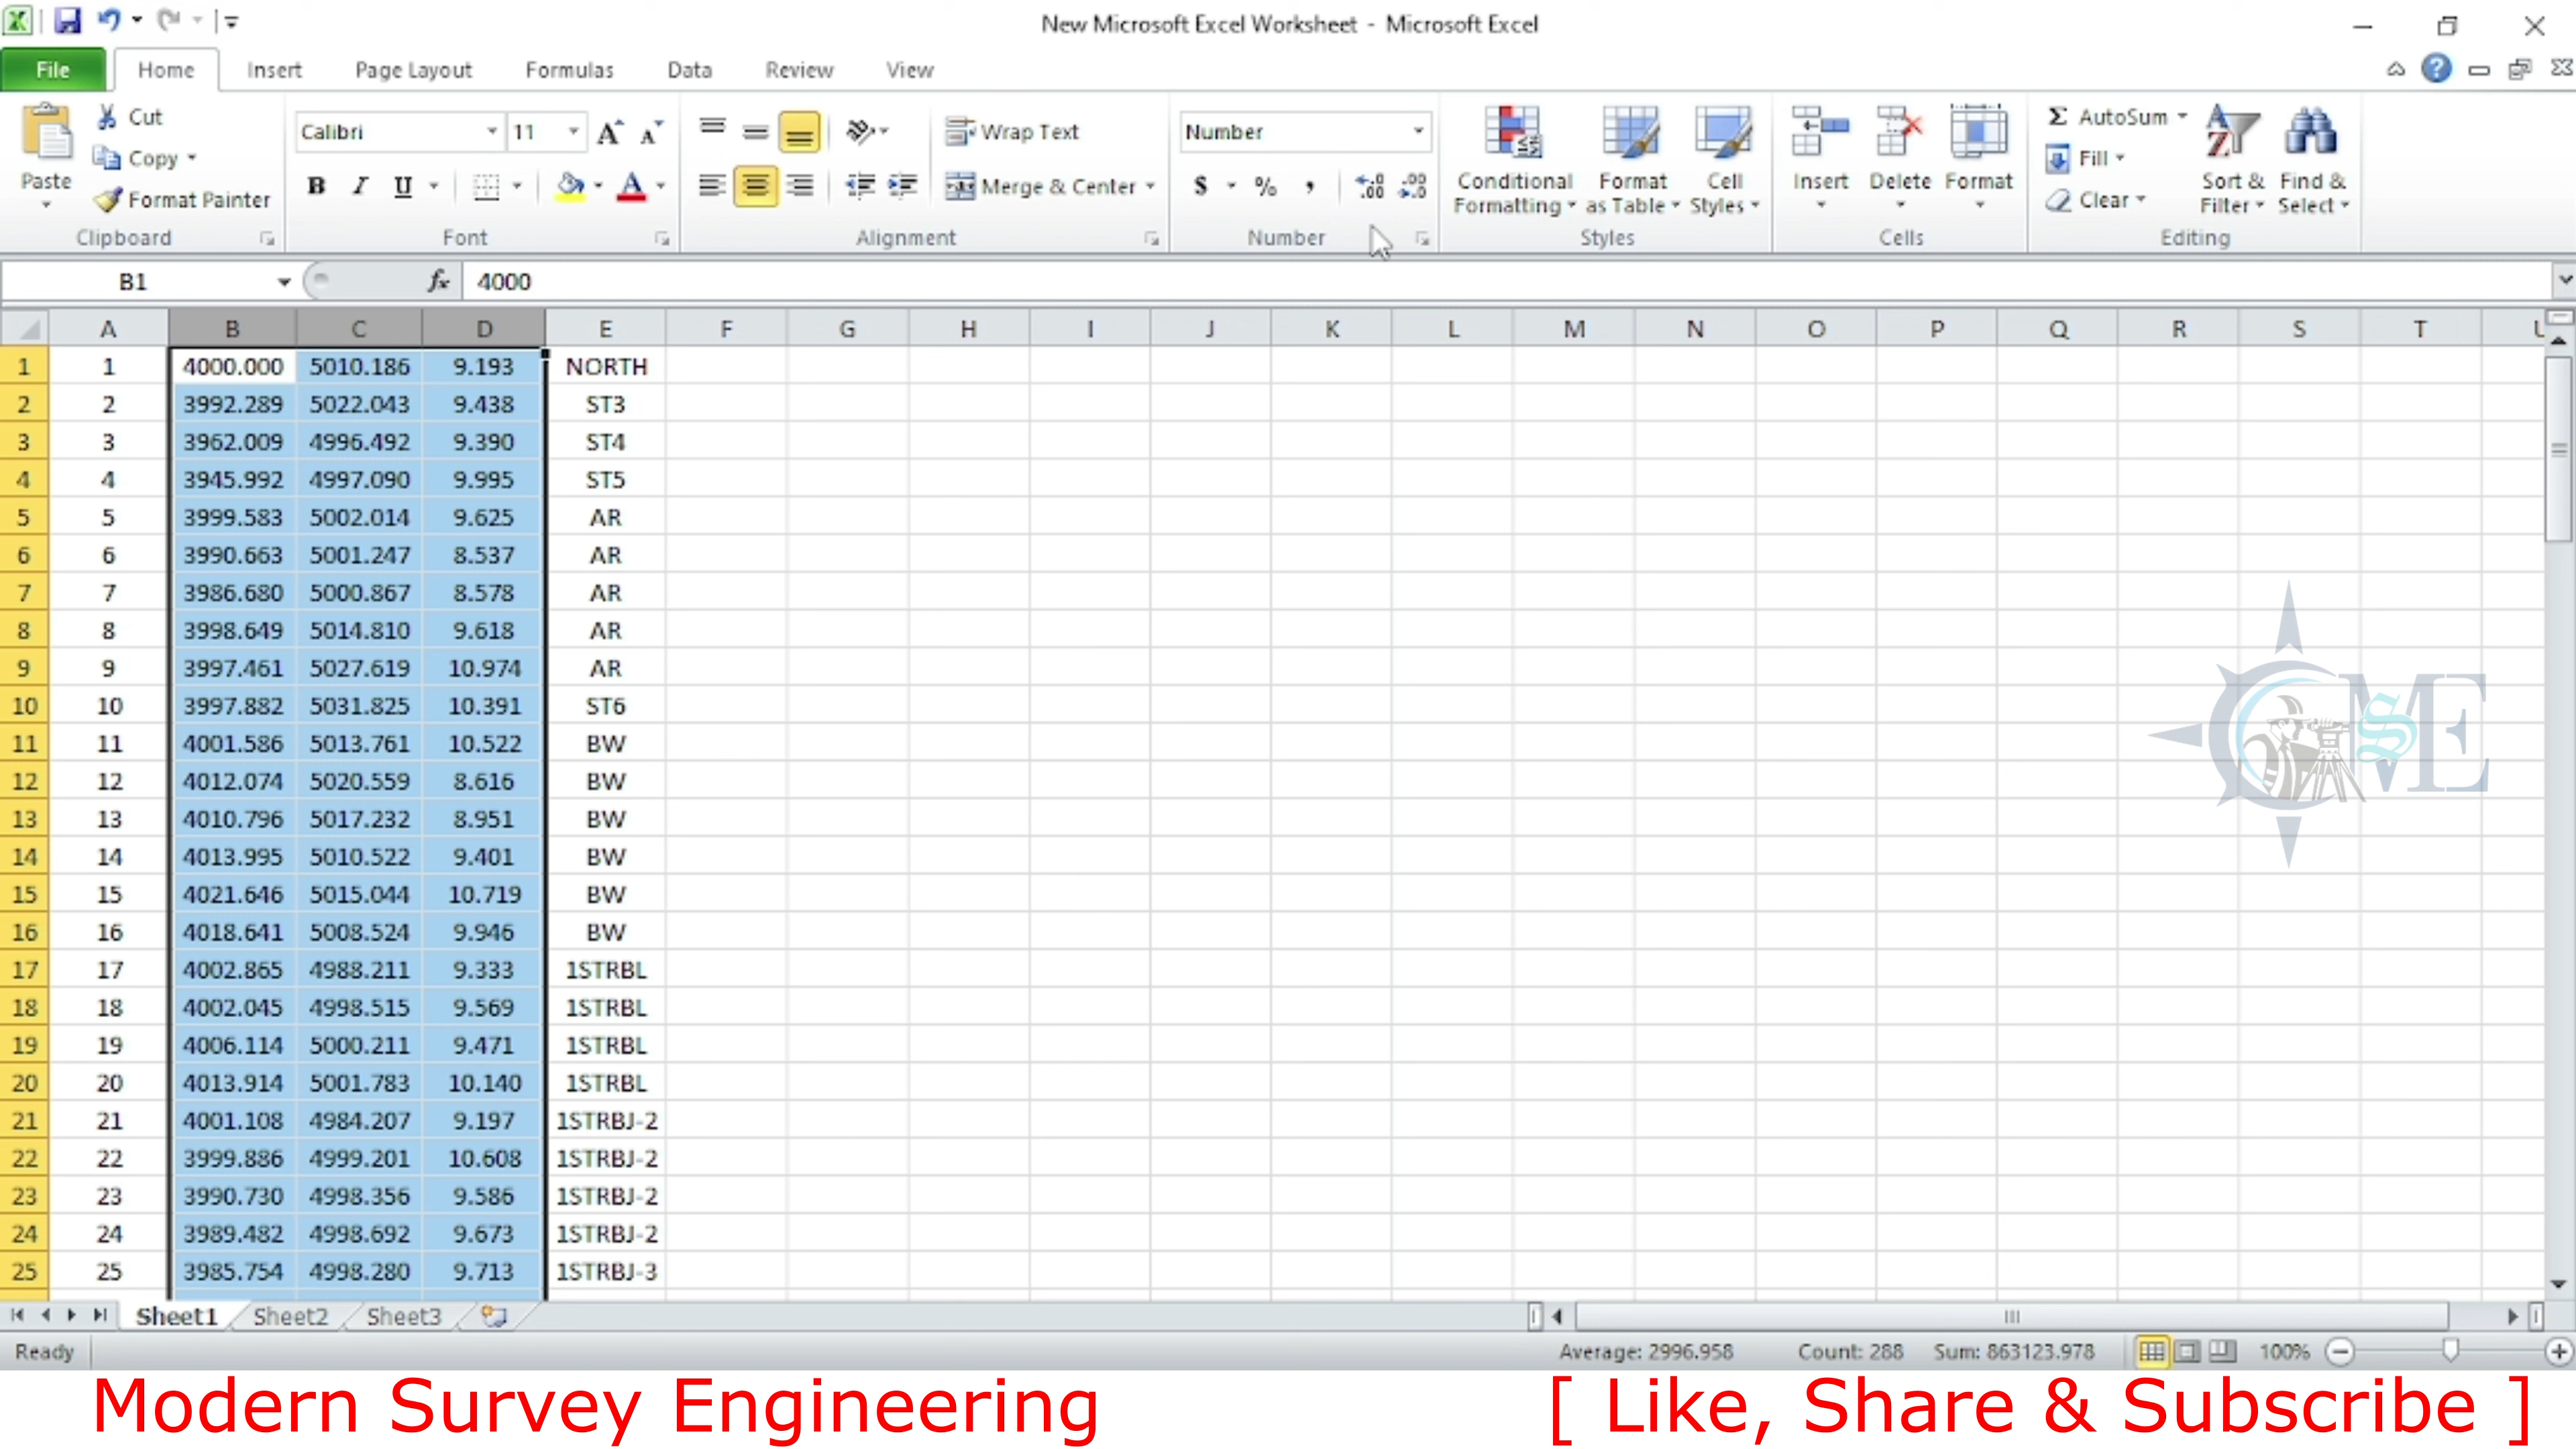 New Microsoft Excel Worksheet - Microsoft Excel
File Home Insert Page Layout Formulas Data Review View
Paste Cut Copy Format Painter Clipboard
Calibri 11 B I U Font
Wrap Text Merge & Center Alignment
Number $ % , Number
Conditional Formatting Format as Table Cell Styles Styles
Insert Delete Format Cells
Σ AutoSum Fill Clear Sort & Filter Find & Select Editing
B1 fx 4000
A B C D E F G H I J K L M N O P Q R S T
1 1 4000.000 5010.186 9.193 NORTH
2 2 3992.289 5022.043 9.438 ST3
3 3 3962.009 4996.492 9.390 ST4
4 4 3945.992 4997.090 9.995 ST5
5 5 3999.583 5002.014 9.625 AR
6 6 3990.663 5001.247 8.537 AR
7 7 3986.680 5000.867 8.578 AR
8 8 3998.649 5014.810 9.618 AR
9 9 3997.461 5027.619 10.974 AR
10 10 3997.882 5031.825 10.391 ST6
11 11 4001.586 5013.761 10.522 BW
12 12 4012.074 5020.559 8.616 BW
13 13 4010.796 5017.232 8.951 BW
14 14 4013.995 5010.522 9.401 BW
15 15 4021.646 5015.044 10.719 BW
16 16 4018.641 5008.524 9.946 BW
17 17 4002.865 4988.211 9.333 1STRBL
18 18 4002.045 4998.515 9.569 1STRBL
19 19 4006.114 5000.211 9.471 1STRBL
20 20 4013.914 5001.783 10.140 1STRBL
21 21 4001.108 4984.207 9.197 1STRBJ-2
22 22 3999.886 4999.201 10.608 1STRBJ-2
23 23 3990.730 4998.356 9.586 1STRBJ-2
24 24 3989.482 4998.692 9.673 1STRBJ-2
25 25 3985.754 4998.280 9.713 1STRBJ-3
Sheet1 Sheet2 Sheet3
Ready Average: 2996.958 Count: 288 Sum: 863123.978 100%
MSE
Modern Survey Engineering [ Like, Share & Subscribe ]